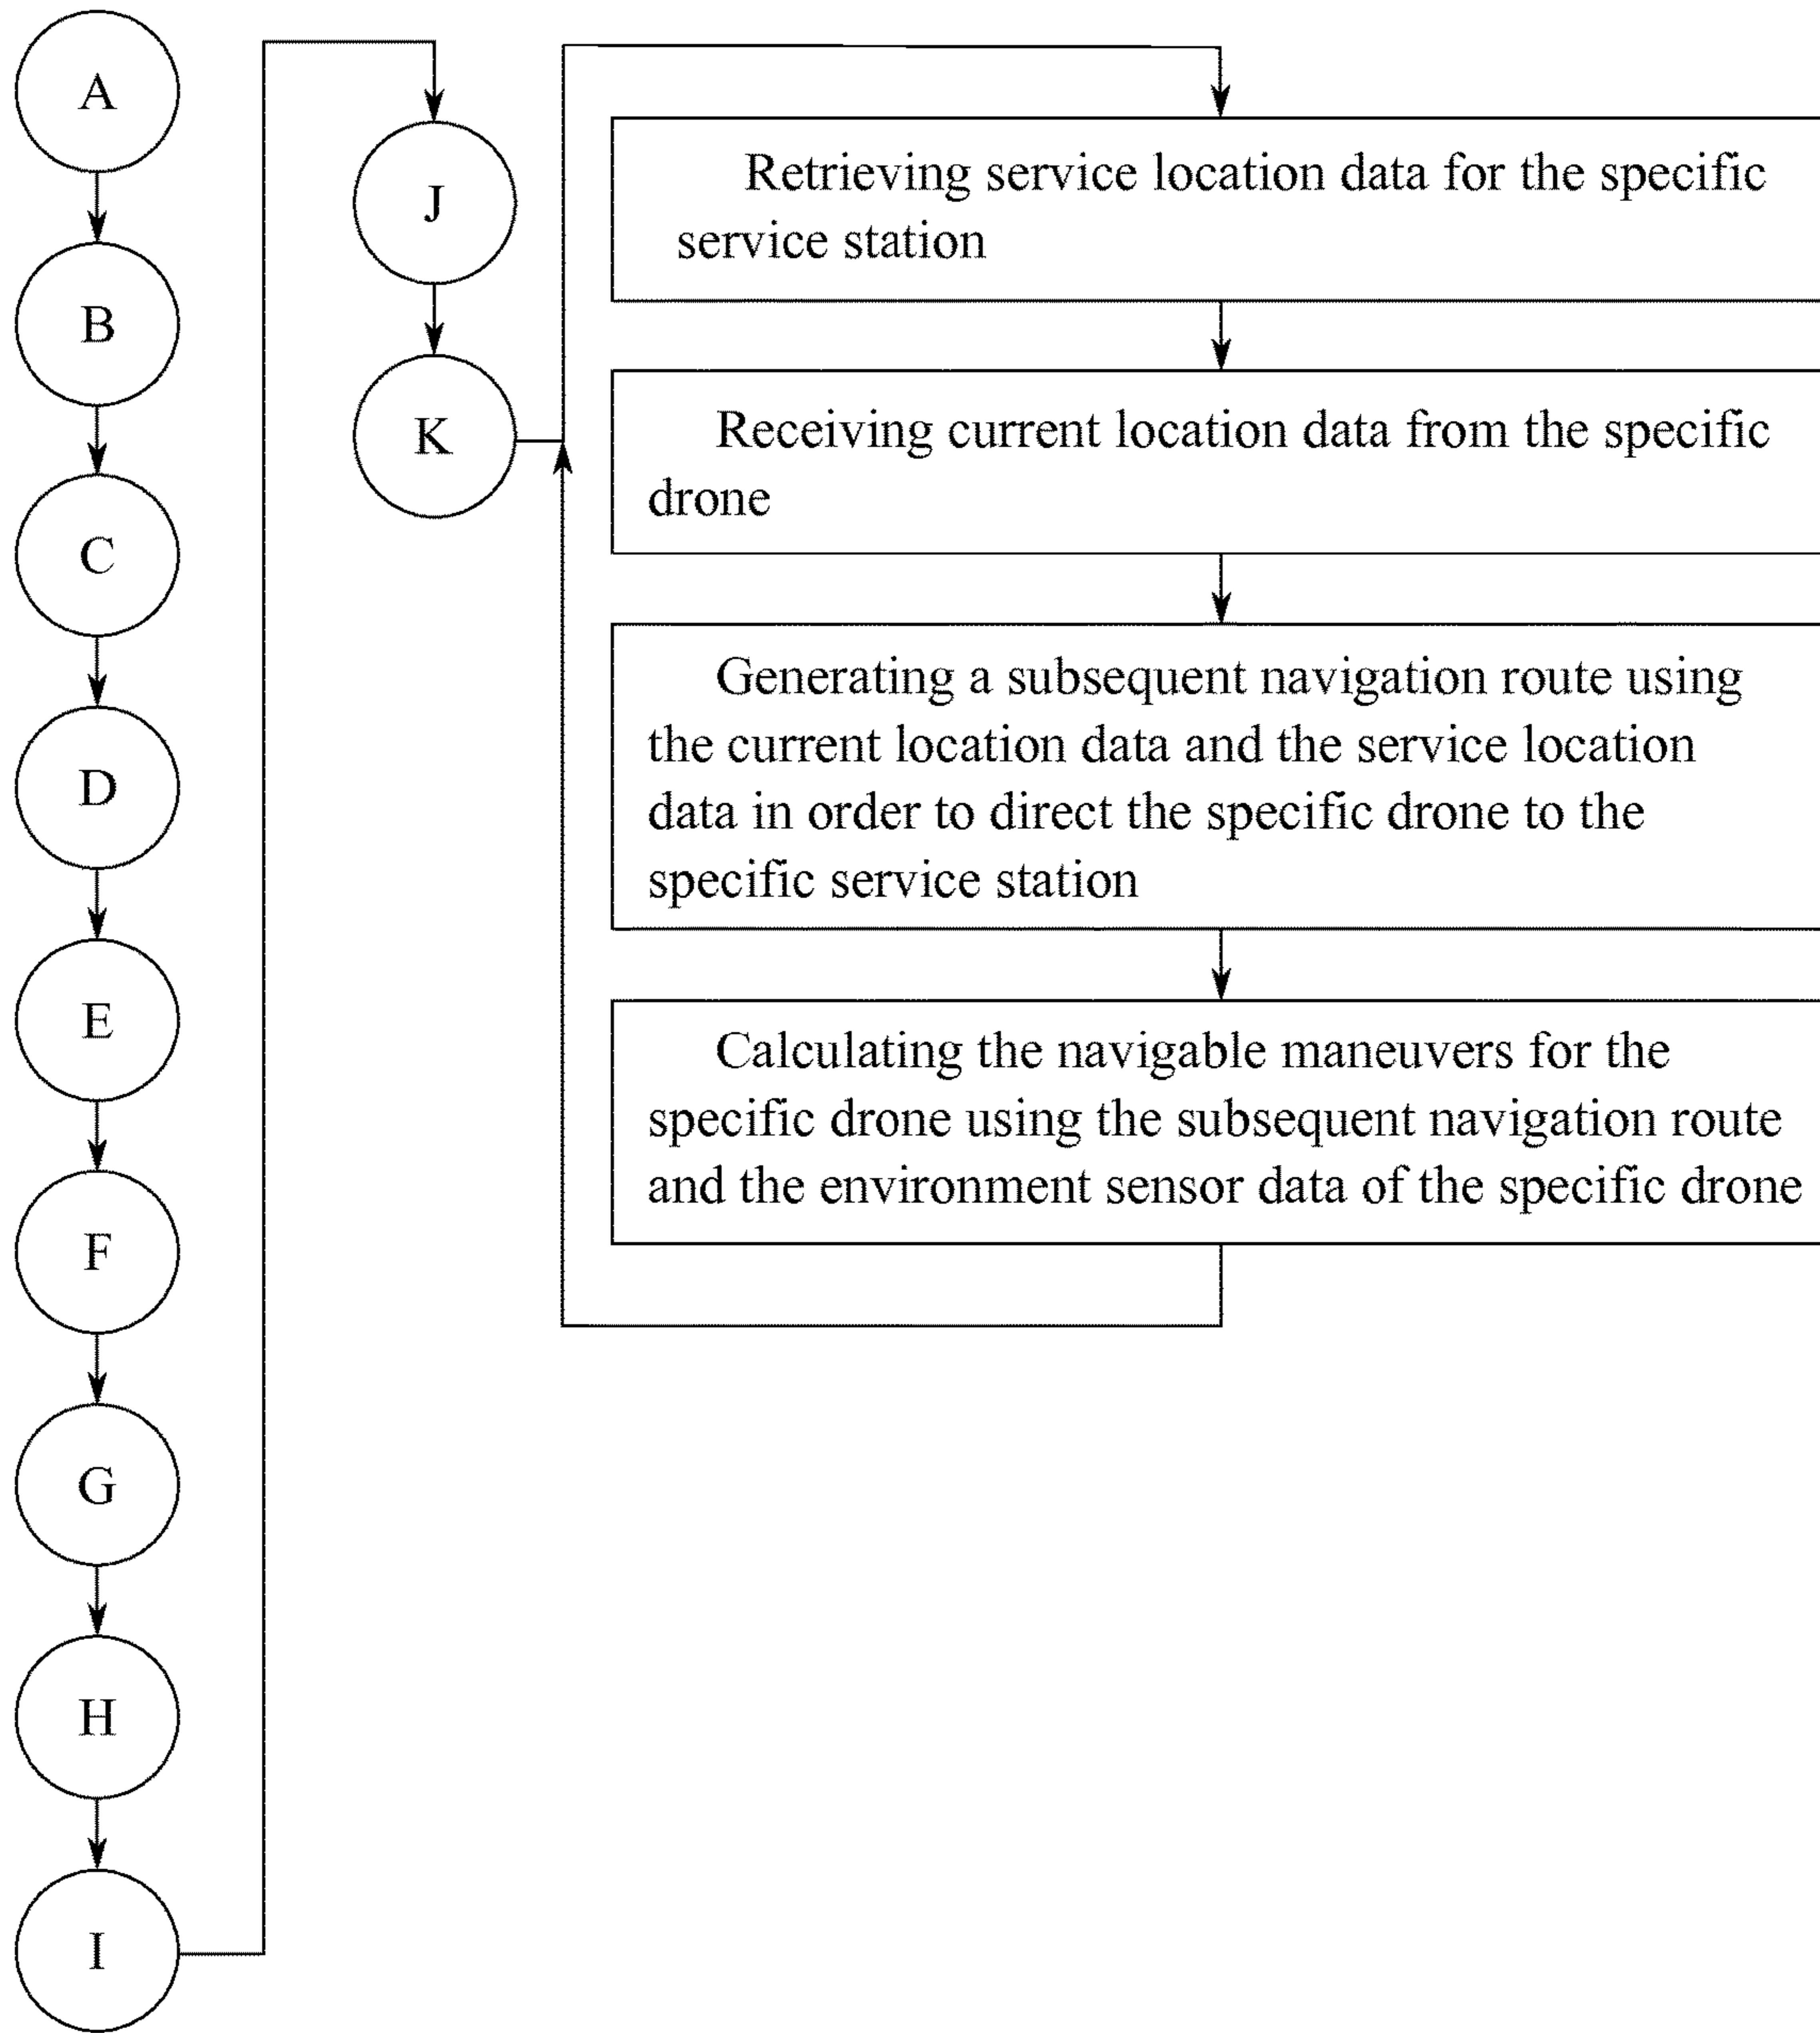 A
B
C
D
E
F
G
H
I
J
K
Retrieving service location data for the specific
service station
Receiving current location data from the specific
drone
Generating a subsequent navigation route using
the current location data and the service location
data in order to direct the specific drone to the
specific service station
Calculating the navigable maneuvers for the
specific drone using the subsequent navigation route
and the environment sensor data of the specific drone